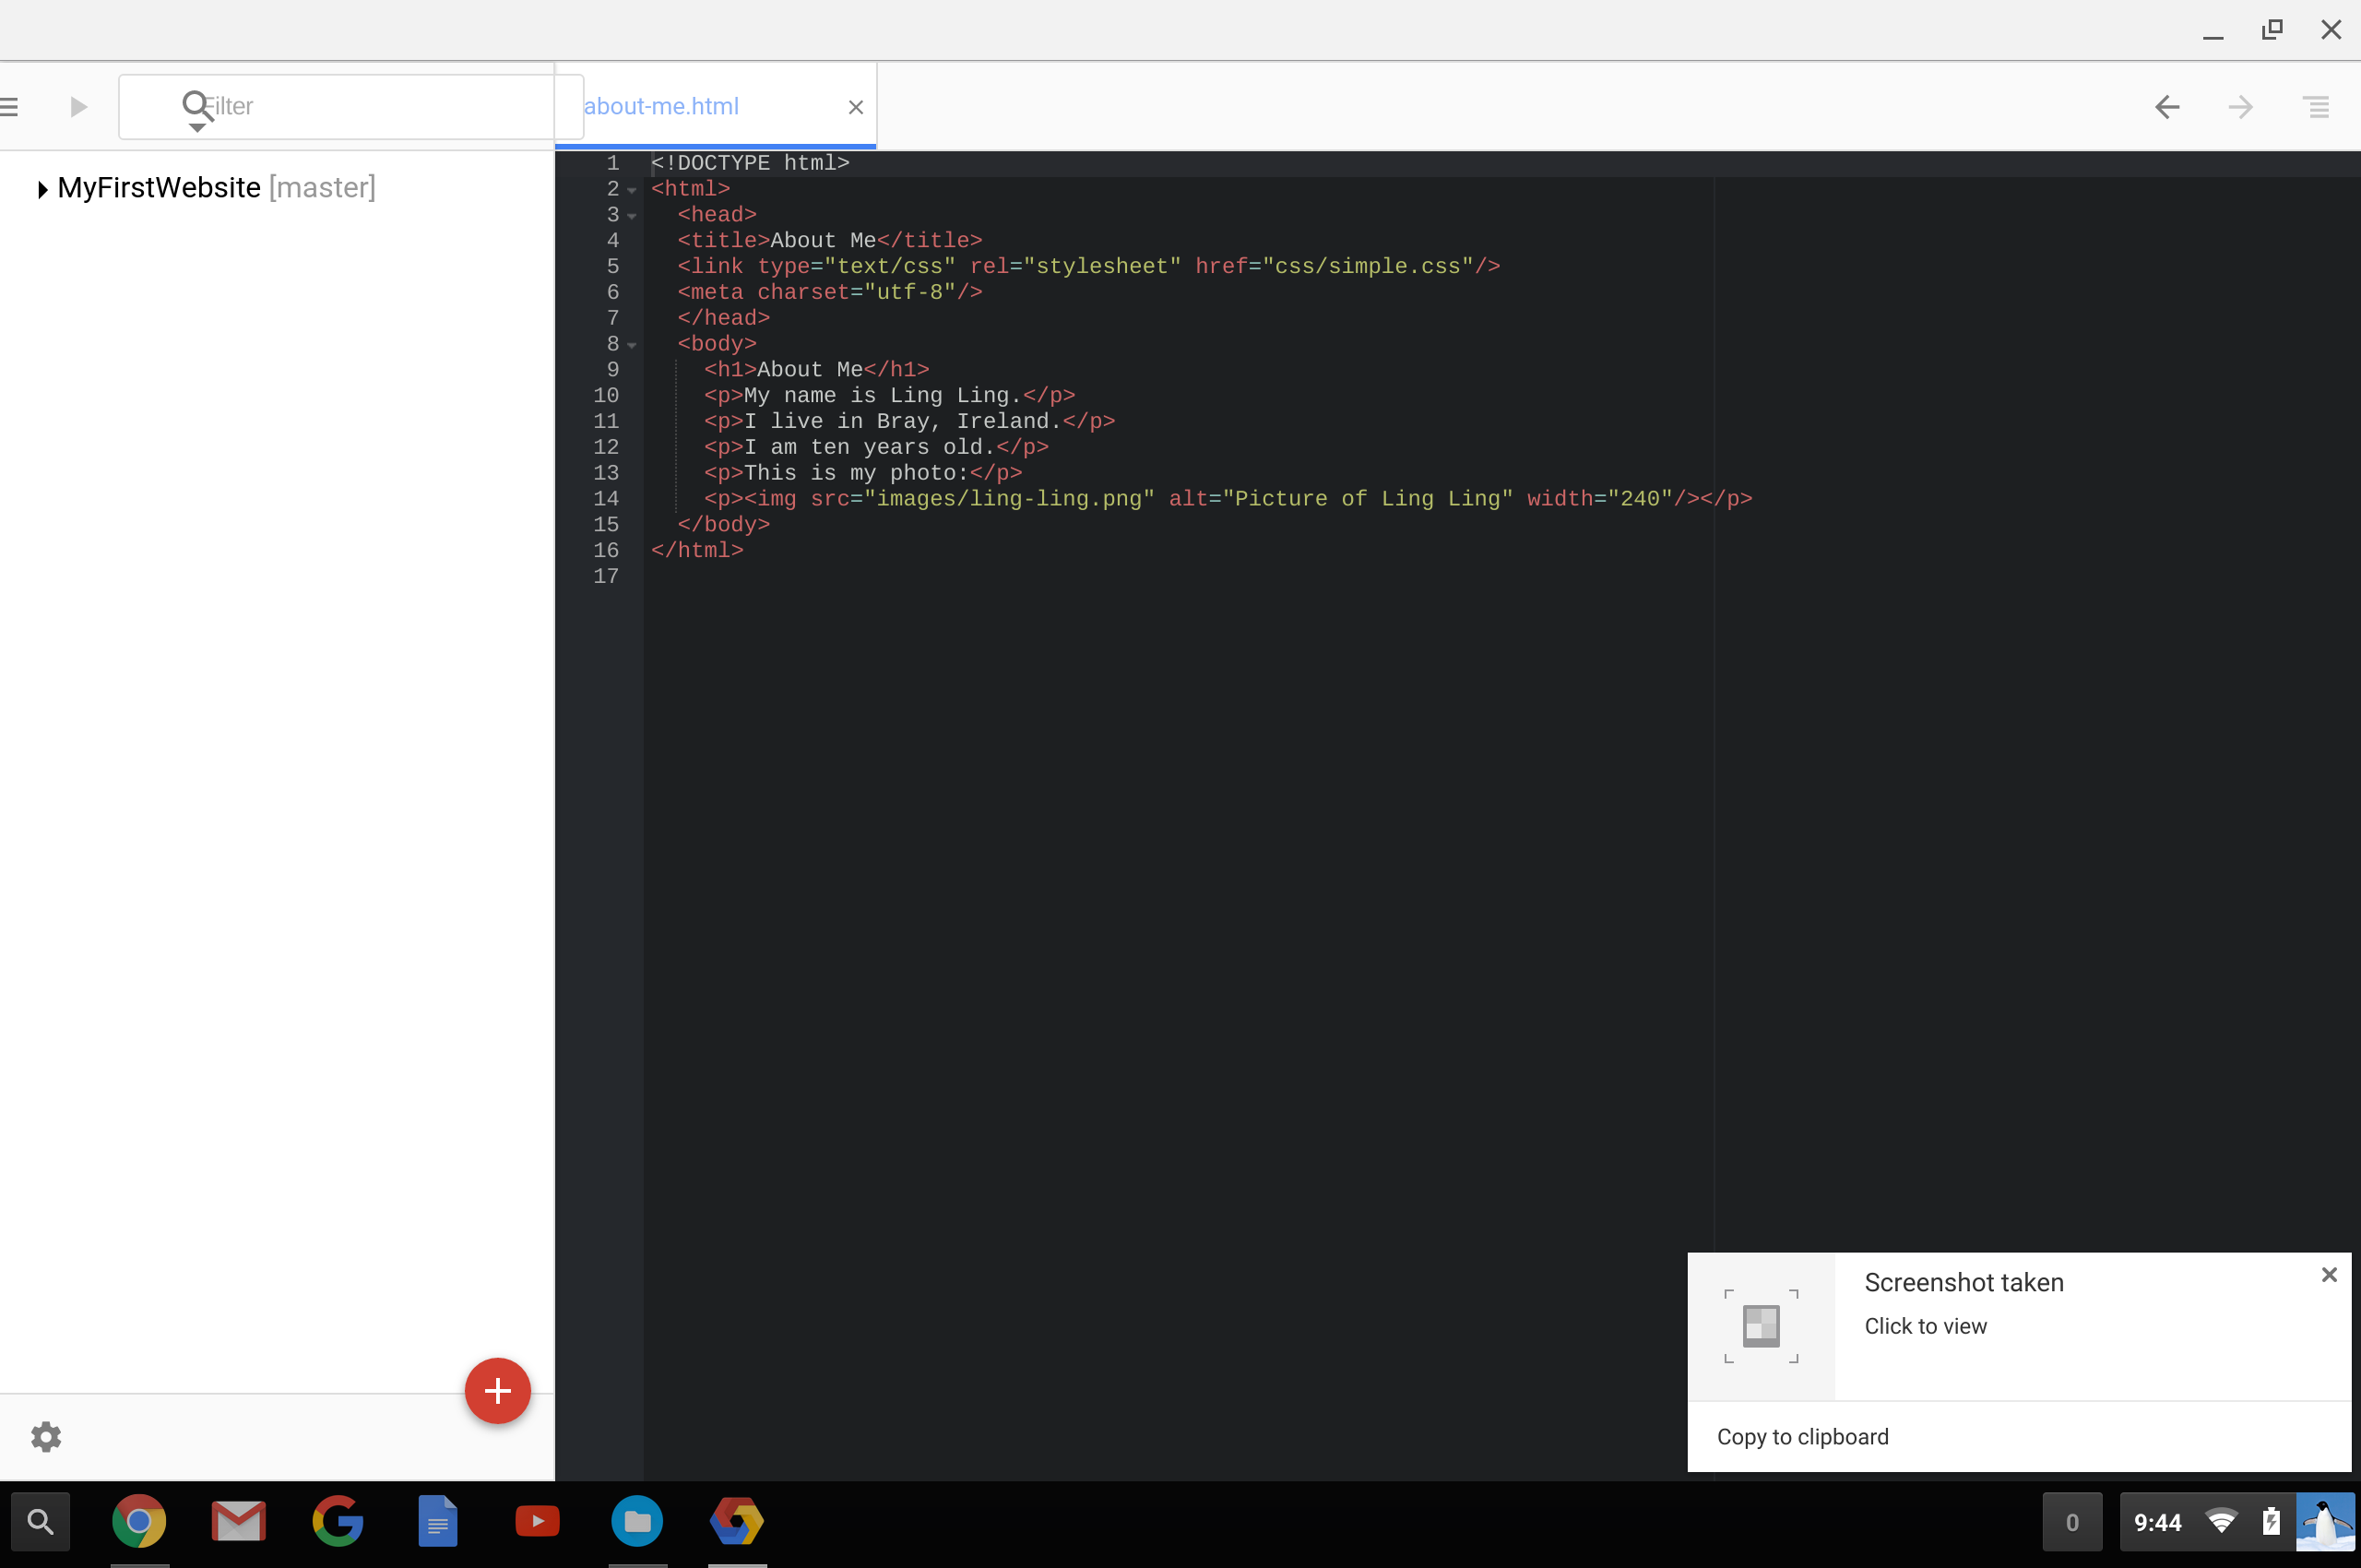 Filter
about-me.html
MyFirstWebsite [master]
1 <!DOCTYPE html>
2 <html>
3   <head>
4   <title>About Me</title>
5   <link type="text/css" rel="stylesheet" href="css/simple.css"/>
6   <meta charset="utf-8"/>
7   </head>
8   <body>
9     <h1>About Me</h1>
10     <p>My name is Ling Ling.</p>
11     <p>I live in Bray, Ireland.</p>
12     <p>I am ten years old.</p>
13     <p>This is my photo:</p>
14     <p><img src="images/ling-ling.png" alt="Picture of Ling Ling" width="240"/></p>
15   </body>
16 </html>
17
Screenshot taken
Click to view
Copy to clipboard
0
9:44